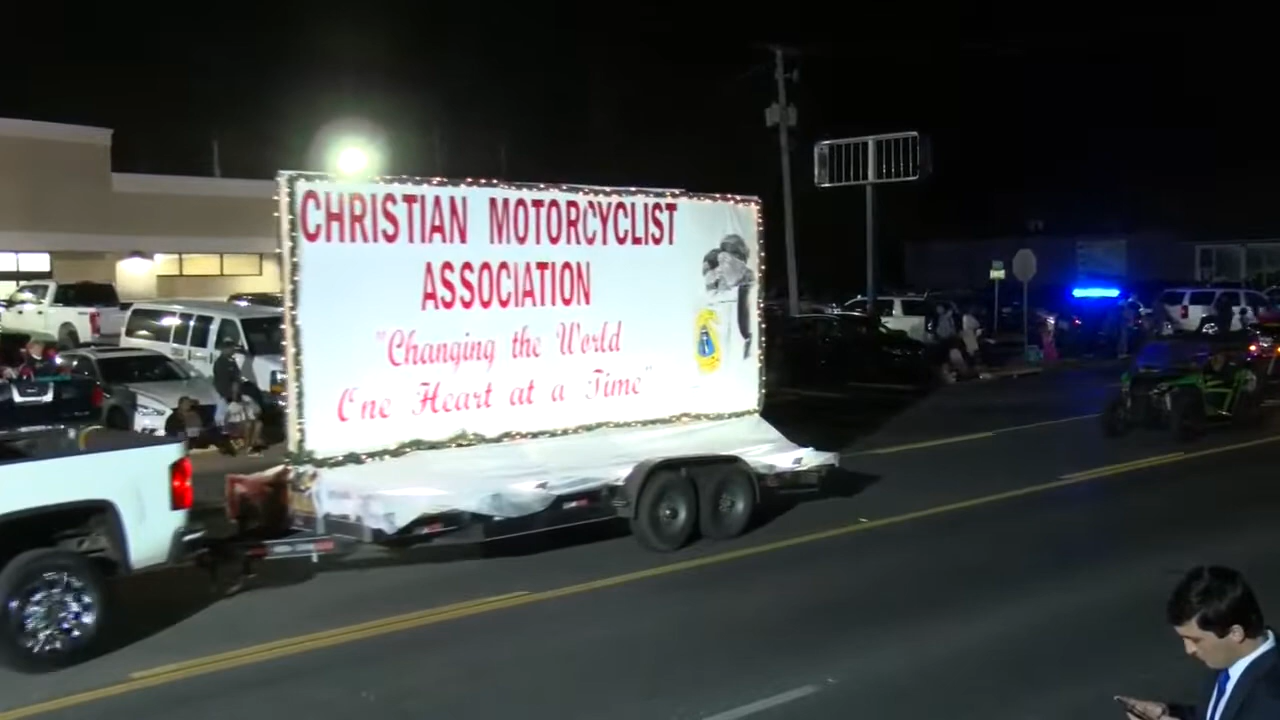 CHRISTIAN MOTORCYCLIST
ASSOCIATION
"Changing the World
One Heart at a Time"